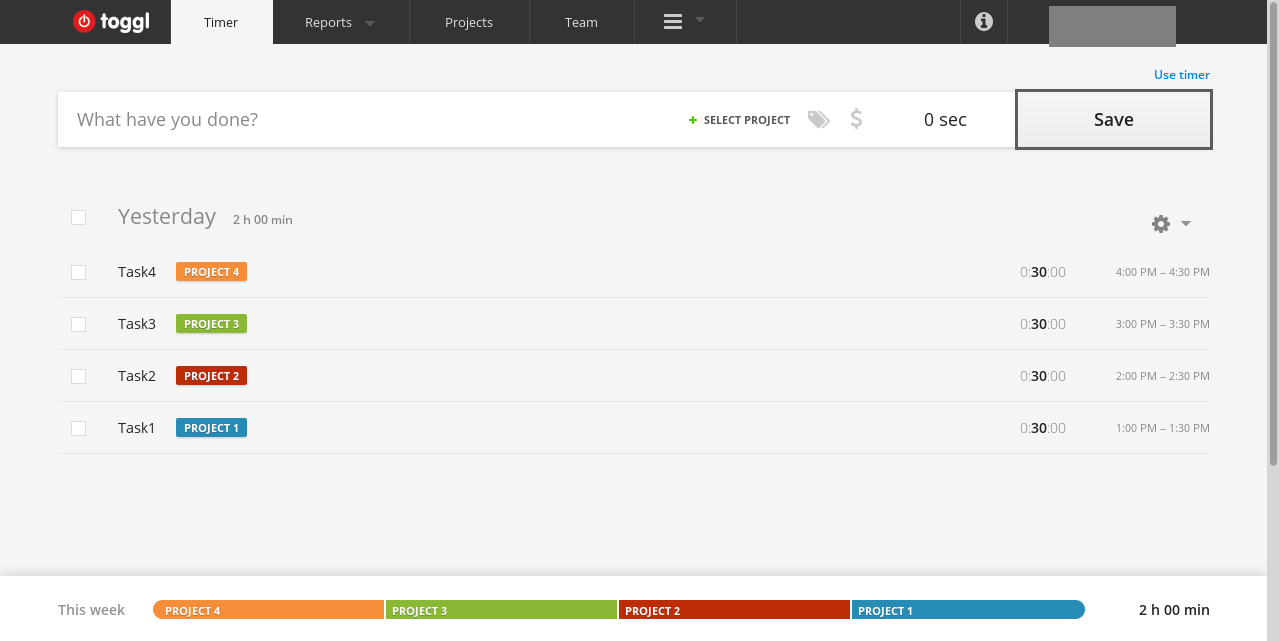 toggl Timer Reports Projects Team
Use timer
What have you done? + SELECT PROJECT $ 0 sec Save
Yesterday 2 h 00 min
Task4 PROJECT 4 0:30:00 4:00 PM – 4:30 PM
Task3 PROJECT 3 0:30:00 3:00 PM – 3:30 PM
Task2 PROJECT 2 0:30:00 2:00 PM – 2:30 PM
Task1 PROJECT 1 0:30:00 1:00 PM – 1:30 PM
This week PROJECT 4 PROJECT 3 PROJECT 2 PROJECT 1 2 h 00 min